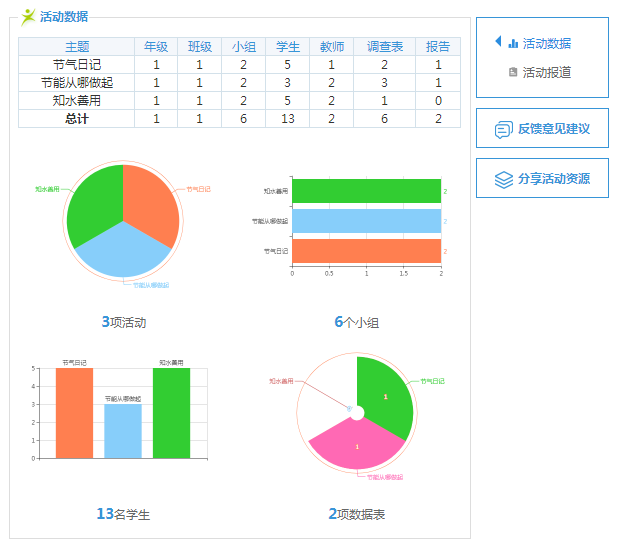 活动数据
主题 年级 班级 小组 学生 教师 调查表 报告
节气日记 1 1 2 5 1 2 1
节能从哪做起 1 1 2 3 2 3 1
知水善用 1 1 2 5 2 1 0
总计 1 1 6 13 2 6 2
知水善用
节气日记
节能从哪做起
3项活动
知水善用 2
节能从哪做起 2
节气日记 2
0 0.5 1 1.5 2
6个小组
节气日记
节能从哪做起
知水善用
5
4
3
2
1
0
13名学生
知水善用
节气日记
1
1
节能从哪做起
2项数据表
活动数据
活动报道
反馈意见建议
分享活动资源